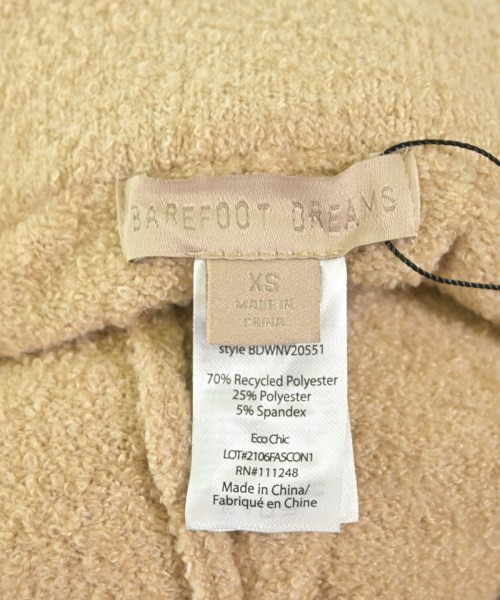 BAREFOOT DREAMS
XS
MADE IN
CHINA
style BDWNV20551
70% Recycled Polyester
25% Polyester
5% Spandex
Eco Chic
LOT#2106FASCON1
RN#111248
Made in China/
Fabriqué en Chine